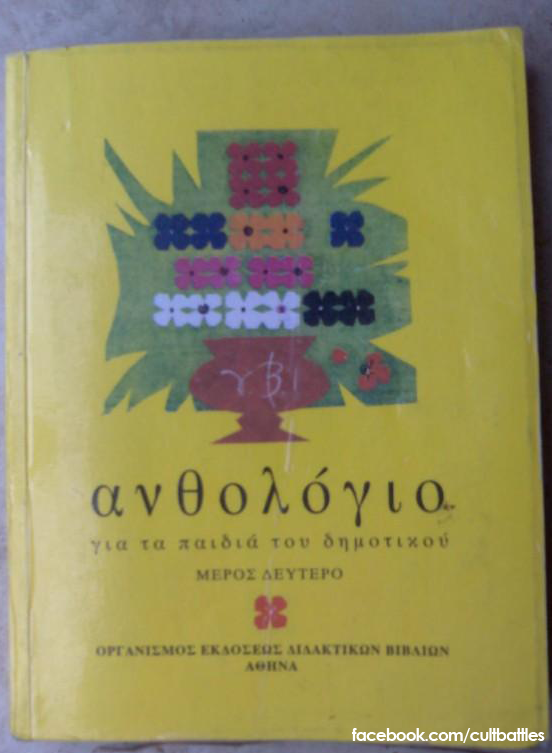 ανθολόγιο
για τα παιδιά του δημοτικού
ΜΕΡΟΣ ΔΕΥΤΕΡΟ
ΟΡΓΑΝΙΣΜΟΣ ΕΚΔΟΣΕΩΣ ΔΙΔΑΚΤΙΚΩΝ ΒΙΒΛΙΩΝ
ΑΘΗΝΑ
facebook.com/cultbattles